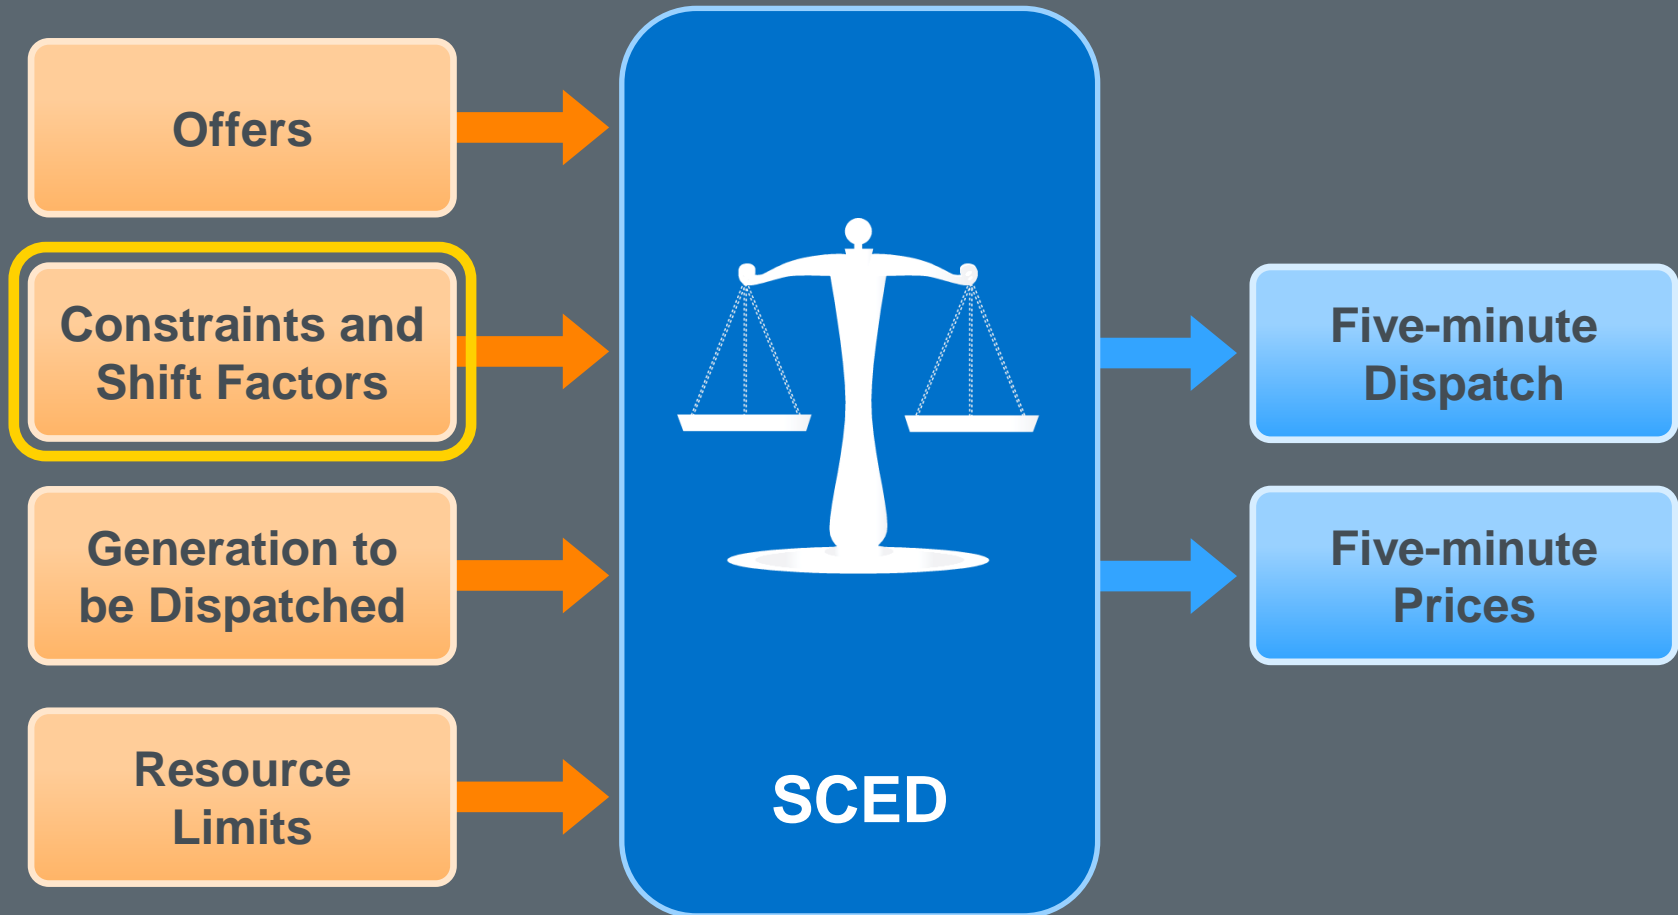 Offers
Constraints and
Shift Factors
Generation to
be Dispatched
Resource
Limits
SCED
Five-minute
Dispatch
Five-minute
Prices